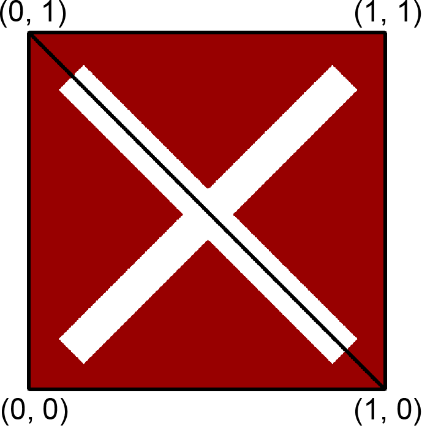 (0, 1) (1, 1)
(0, 0) (1, 0)